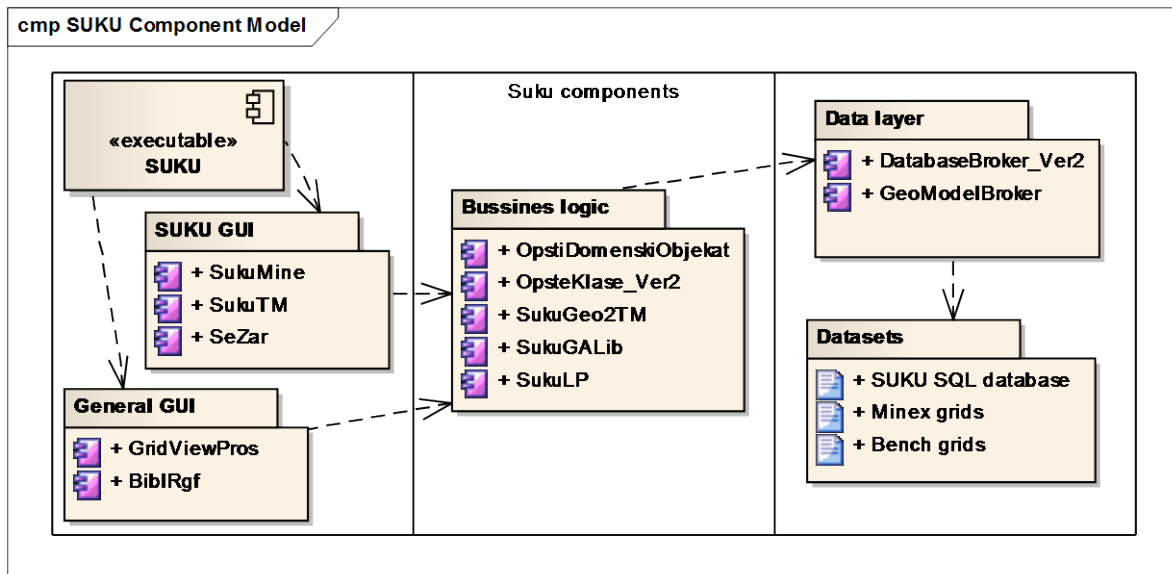 cmp SUKU Component Model
Suku components
«executable»
SUKU
SUKU GUI
+ SukuMine
+ SukuTM
+ SeZar
General GUI
+ GridViewPros
+ BiblRgf
Bussines logic
+ OpstiDomenskiObjekat
+ OpsteKlase_Ver2
+ SukuGeo2TM
+ SukuGALib
+ SukuLP
Data layer
+ DatabaseBroker_Ver2
+ GeoModelBroker
Datasets
+ SUKU SQL database
+ Minex grids
+ Bench grids